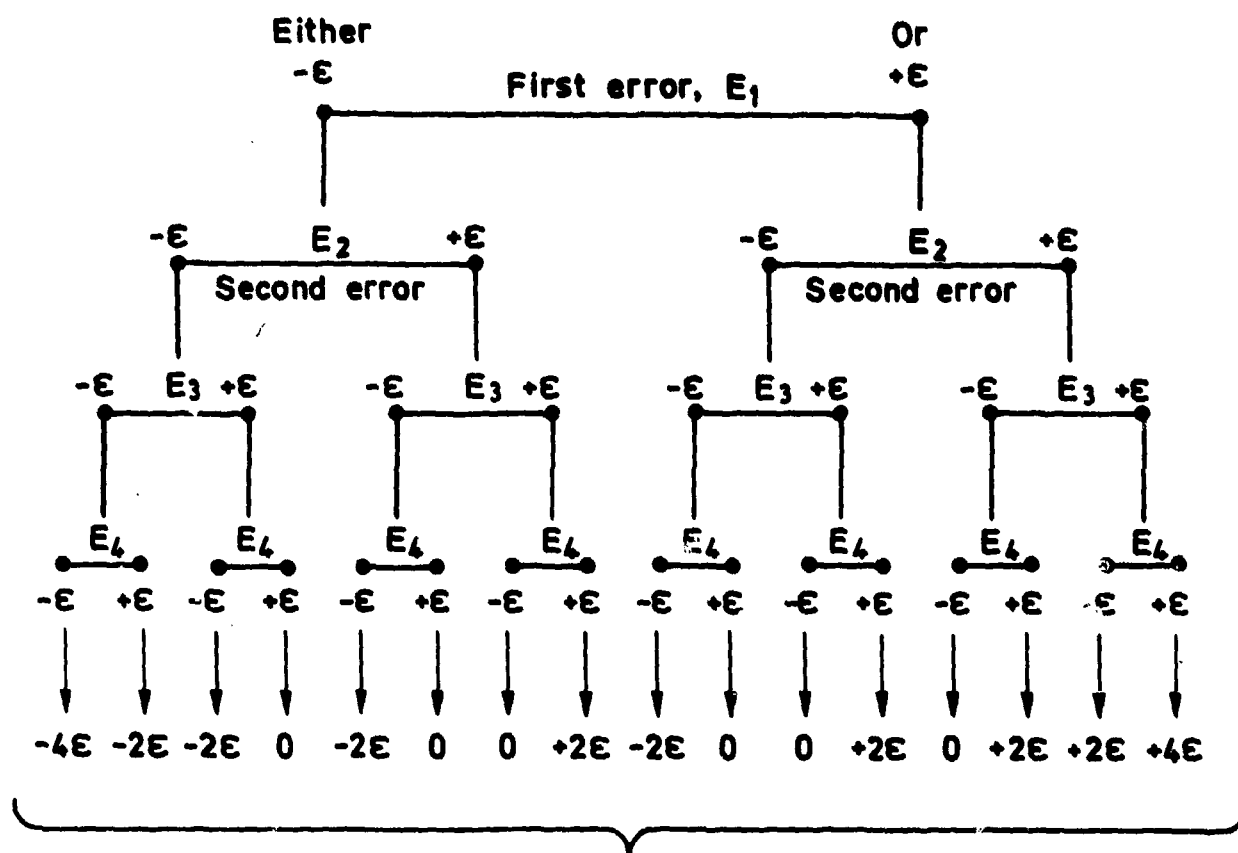 Either Or
-ε First error, E₁ +ε
-ε E₂ +ε -ε E₂ +ε
Second error Second error
-ε E₃ +ε -ε E₃ +ε -ε E₃ +ε -ε E₃ +ε
E₄ E₄ E₄ E₄ E₄ E₄ E₄ E₄
-ε +ε -ε +ε -ε +ε -ε +ε -ε +ε -ε +ε -ε +ε -ε +ε
-4ε -2ε -2ε 0 -2ε 0 0 +2ε -2ε 0 0 +2ε 0 +2ε +2ε +4ε